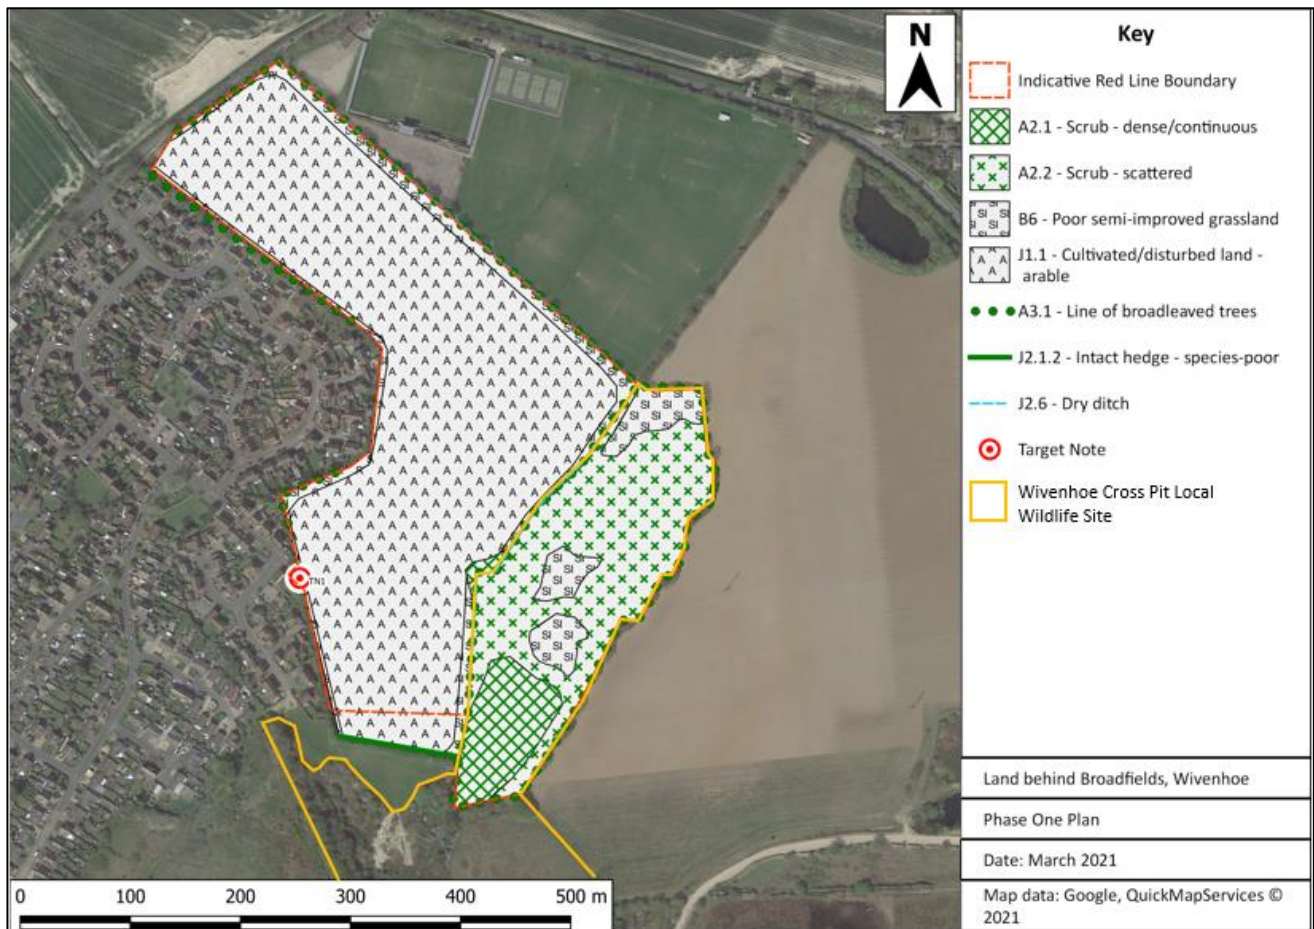 N
Key
Indicative Red Line Boundary
A2.1 - Scrub - dense/continuous
A2.2 - Scrub - scattered
B6 - Poor semi-improved grassland
J1.1 - Cultivated/disturbed land -
arable
A3.1 - Line of broadleaved trees
J2.1.2 - Intact hedge - species-poor
J2.6 - Dry ditch
Target Note
Wivenhoe Cross Pit Local
Wildlife Site
Land behind Broadfields, Wivenhoe
Phase One Plan
Date: March 2021
Map data: Google, QuickMapServices ©
2021
TN1
0 100 200 300 400 500 m